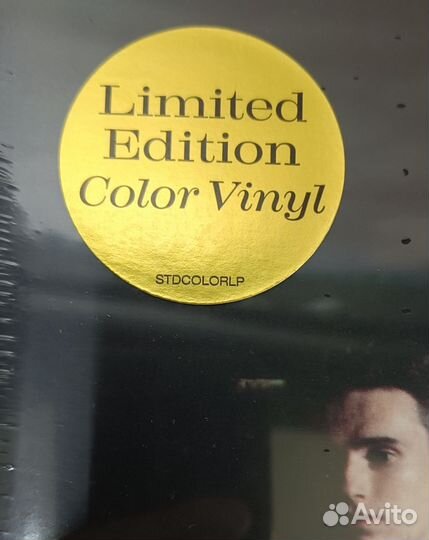 Limited
Edition
Color Vinyl
STDCOLORLP
Avito